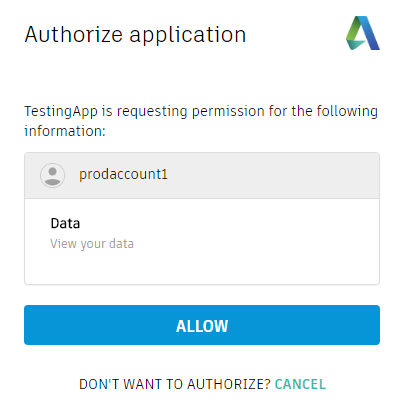 Authorize application
TestingApp is requesting permission for the following
information:
prodaccount1
Data
View your data
ALLOW
DON'T WANT TO AUTHORIZE? CANCEL